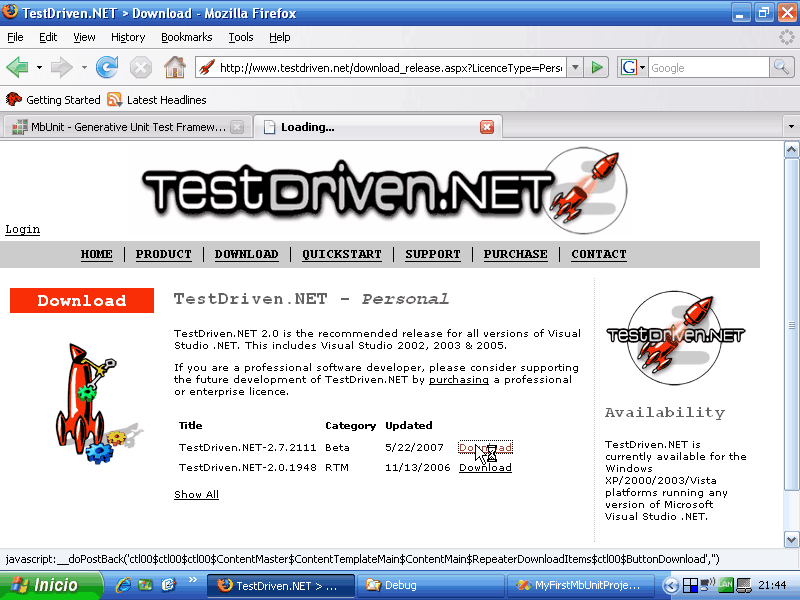 TestDriven.NET > Download - Mozilla Firefox
File Edit View History Bookmarks Tools Help
http://www.testdriven.net/download_release.aspx?LicenceType=Pers
G Google
Getting Started Latest Headlines
MbUnit - Generative Unit Test Framew... Loading...
TestDriven.NET 2
Login
HOME | PRODUCT | DOWNLOAD | QUICKSTART | SUPPORT | PURCHASE | CONTACT
Download
TestDriven.NET - Personal
TestDriven.NET 2.0 is the recommended release for all versions of Visual
Studio .NET. This includes Visual Studio 2002, 2003 & 2005.
If you are a professional software developer, please consider supporting
the future development of TestDriven.NET by purchasing a professional
or enterprise licence.
Title Category Updated
TestDriven.NET-2.7.2111 Beta 5/22/2007 Download
TestDriven.NET-2.0.1948 RTM 11/13/2006 Download
Show All
TestDriven.NET
Availability
TestDriven.NET is
currently available for the
Windows
XP/2000/2003/Vista
platforms running any
version of Microsoft
Visual Studio .NET.
javascript:__doPostBack('ctl00$ctl00$ctl00$ContentMaster$ContentTemplateMain$ContentMain$RepeaterDownloadItems$ctl00$ButtonDownload','')
Inicio TestDriven.NET > ... Debug MyFirstMbUnitProje... LAN 21:44